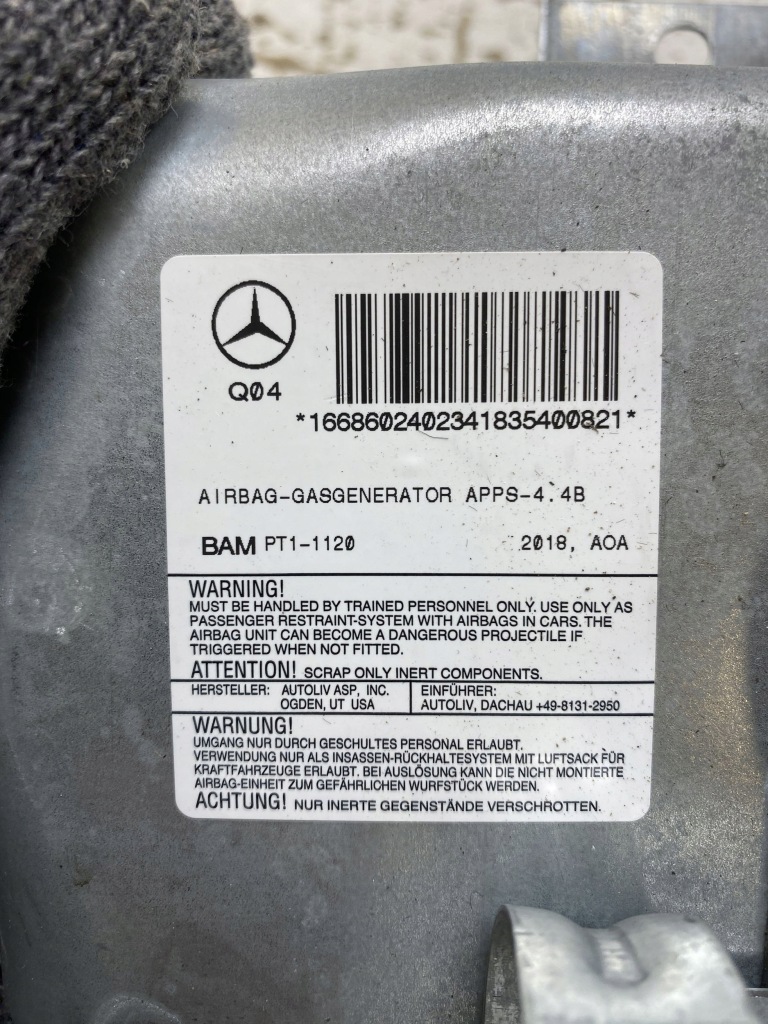 Q04
*1668602402341835400821*
AIRBAG-GASGENERATOR APPS-4.4B
BAM PT1-1120 2018, AOA
WARNING!
MUST BE HANDLED BY TRAINED PERSONNEL ONLY. USE ONLY AS
PASSENGER RESTRAINT-SYSTEM WITH AIRBAGS IN CARS. THE
AIRBAG UNIT CAN BECOME A DANGEROUS PROJECTILE IF
TRIGGERED WHEN NOT FITTED.
ATTENTION! SCRAP ONLY INERT COMPONENTS.
HERSTELLER: AUTOLIV ASP, INC.
OGDEN, UT USA
EINFÜHRER:
AUTOLIV, DACHAU +49-8131-2950
WARNUNG!
UMGANG NUR DURCH GESCHULTES PERSONAL ERLAUBT.
VERWENDUNG NUR ALS INSASSEN-RÜCKHALTESYSTEM MIT LUFTSACK FÜR
KRAFTFAHRZEUGE ERLAUBT. BEI AUSLÖSUNG KANN DIE NICHT MONTIERTE
AIRBAG-EINHEIT ZUM GEFÄHRLICHEN WURFSTÜCK WERDEN.
ACHTUNG! NUR INERTE GEGENSTÄNDE VERSCHROTTEN.